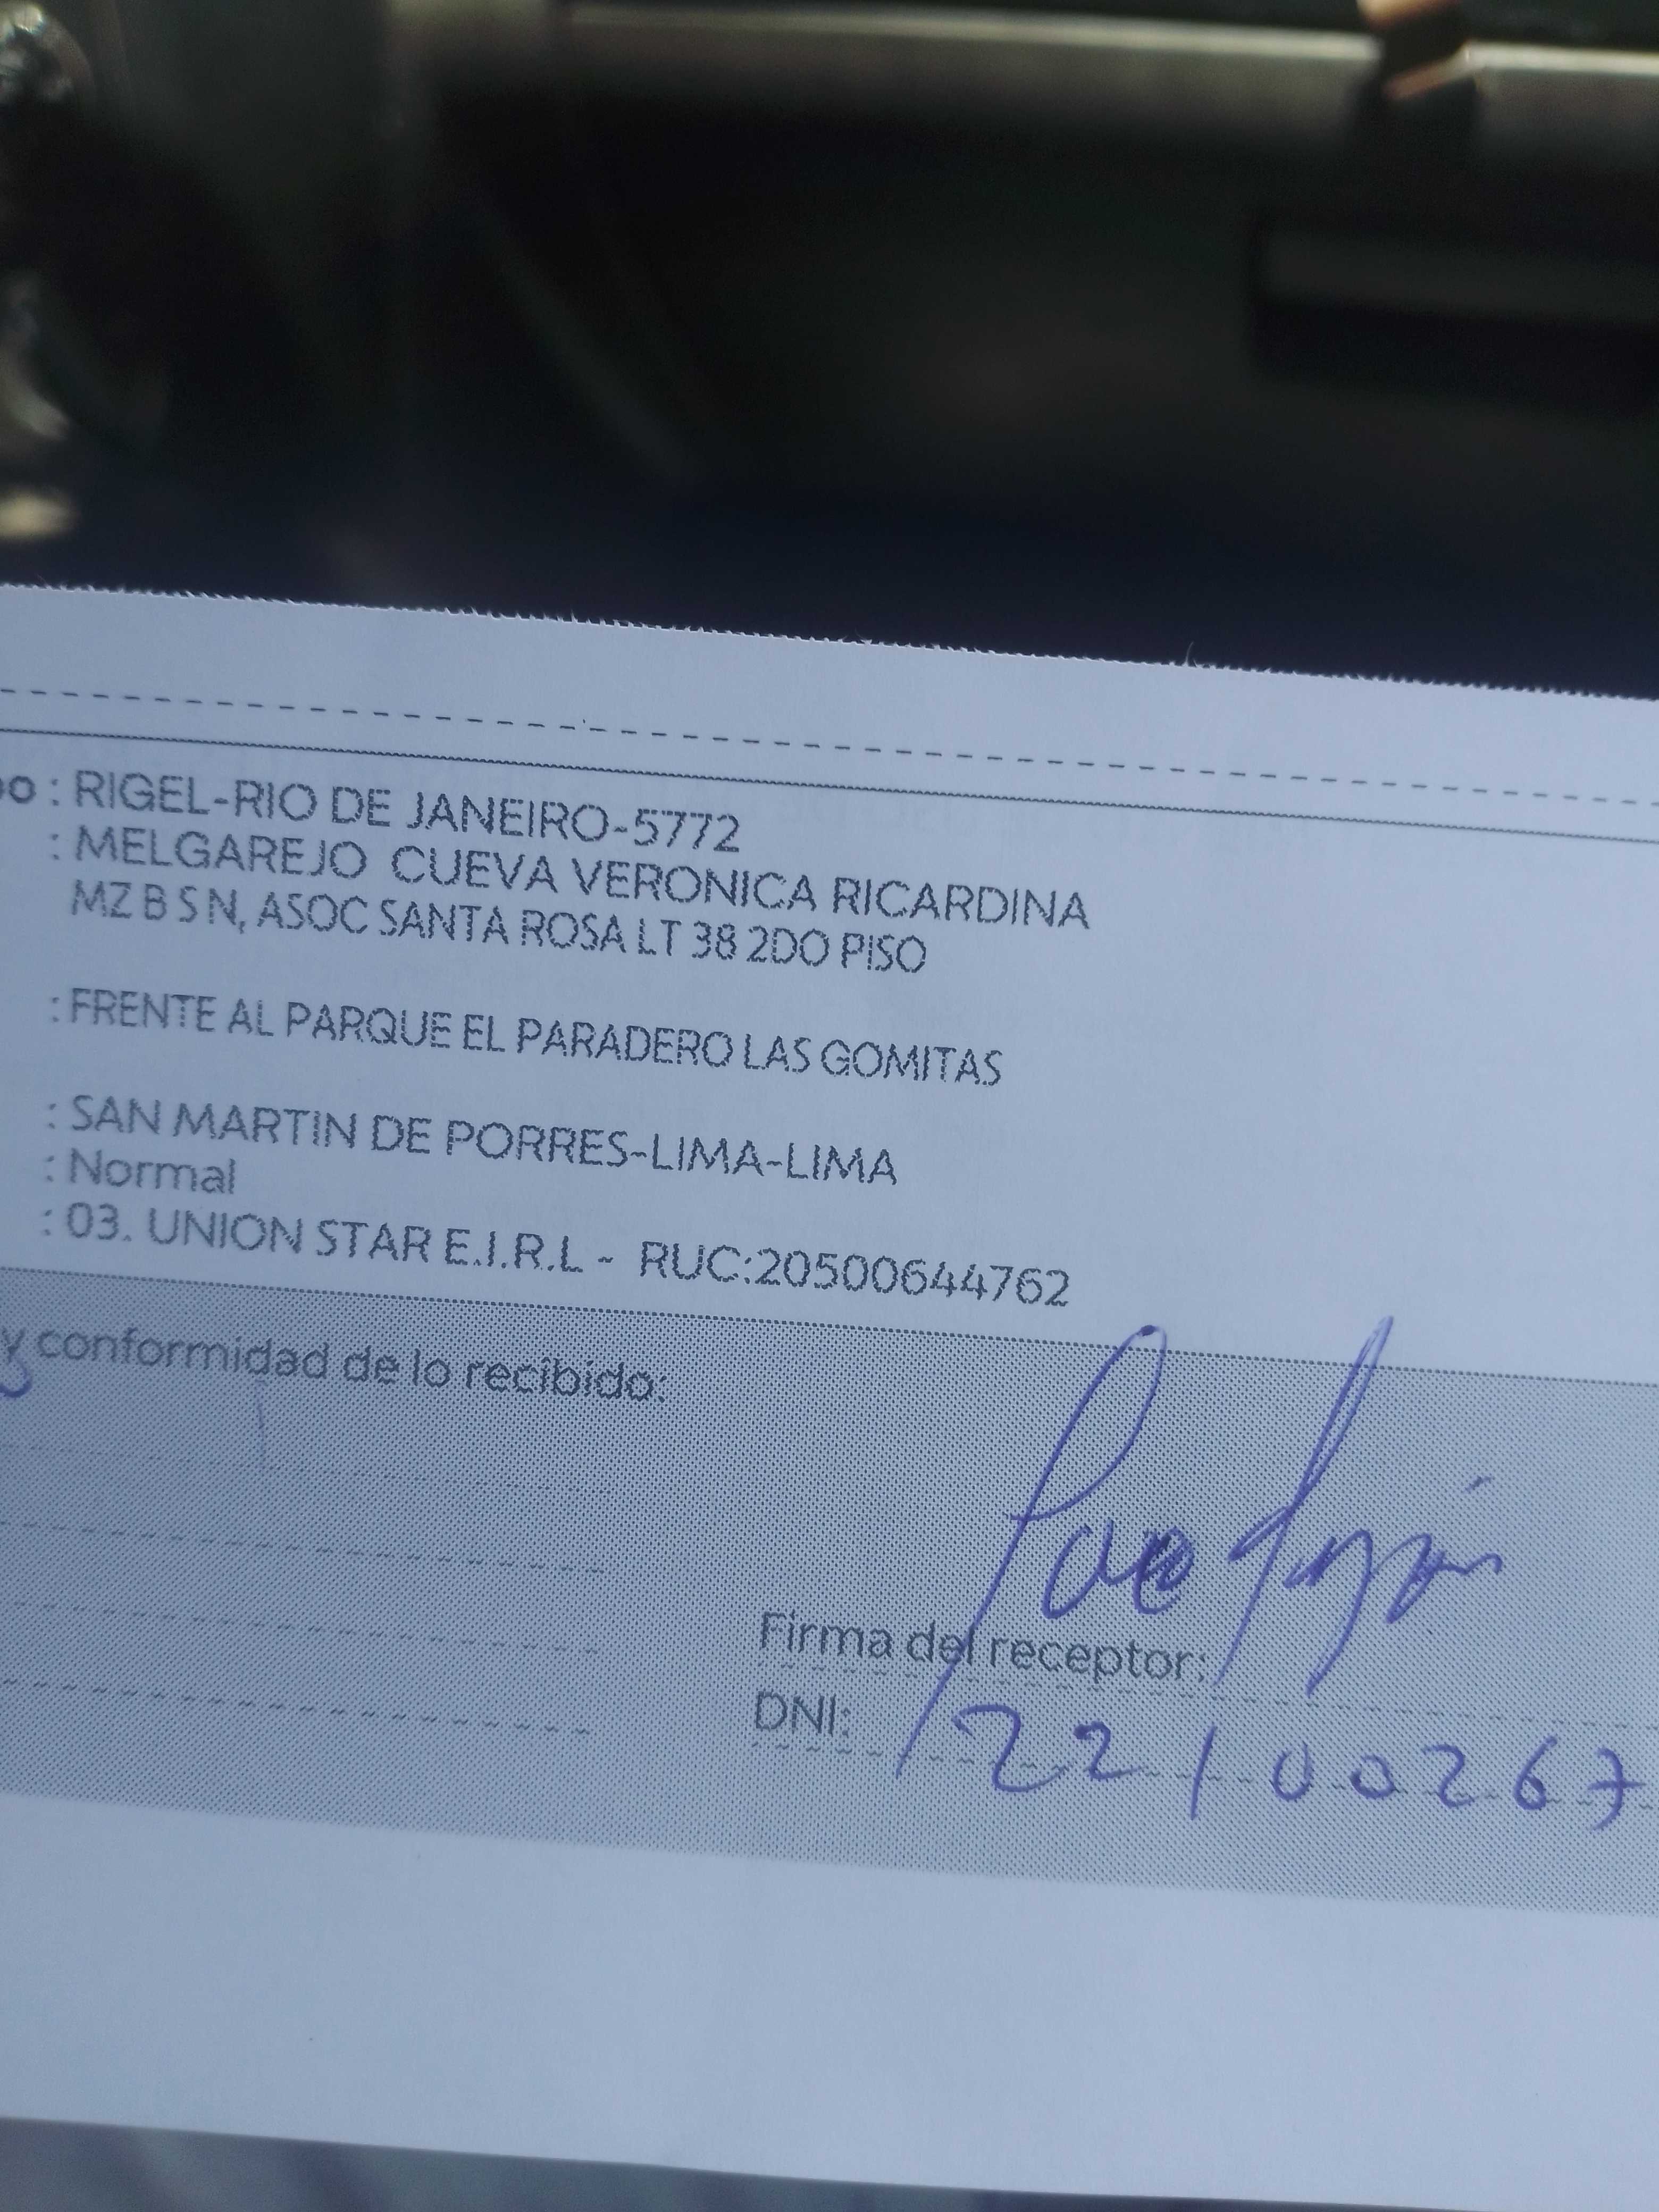 o : RIGEL-RIO DE JANEIRO-5772
: MELGAREJO CUEVA VERONICA RICARDINA
MZ B S N, ASOC SANTA ROSA LT 38 2DO PISO
: FRENTE AL PARQUE EL PARADERO LAS GOMITAS
: SAN MARTIN DE PORRES-LIMA-LIMA
: Normal
: 03. UNION STAR E.I.R.L - RUC:20500644762
y conformidad de lo recibido:
Firma del receptor:
DNI: 22100267